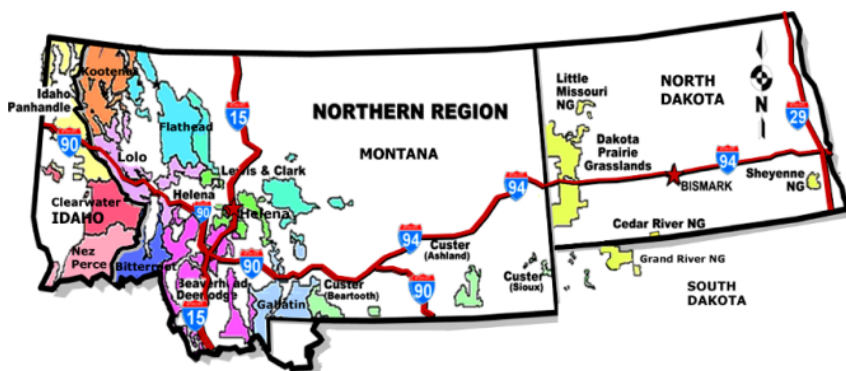 Kootenai
Idaho
Panhandle
90
Lolo
Flathead
15
NORTHERN REGION
MONTANA
Lewis & Clark
Helena
90
Helena
Clearwater
IDAHO
Nez
Perce
Bitterroot
Beaverhead-
Deerlodge
15
90
Gallatin
Custer
(Beartooth)
94
Custer
(Ashland)
90
94
Custer
(Sioux)
Little
Missouri
NG
NORTH
DAKOTA
N
29
Dakota
Prairie
Grasslands
94
BISMARK
Sheyenne
NG
Cedar River NG
Grand River NG
SOUTH
DAKOTA